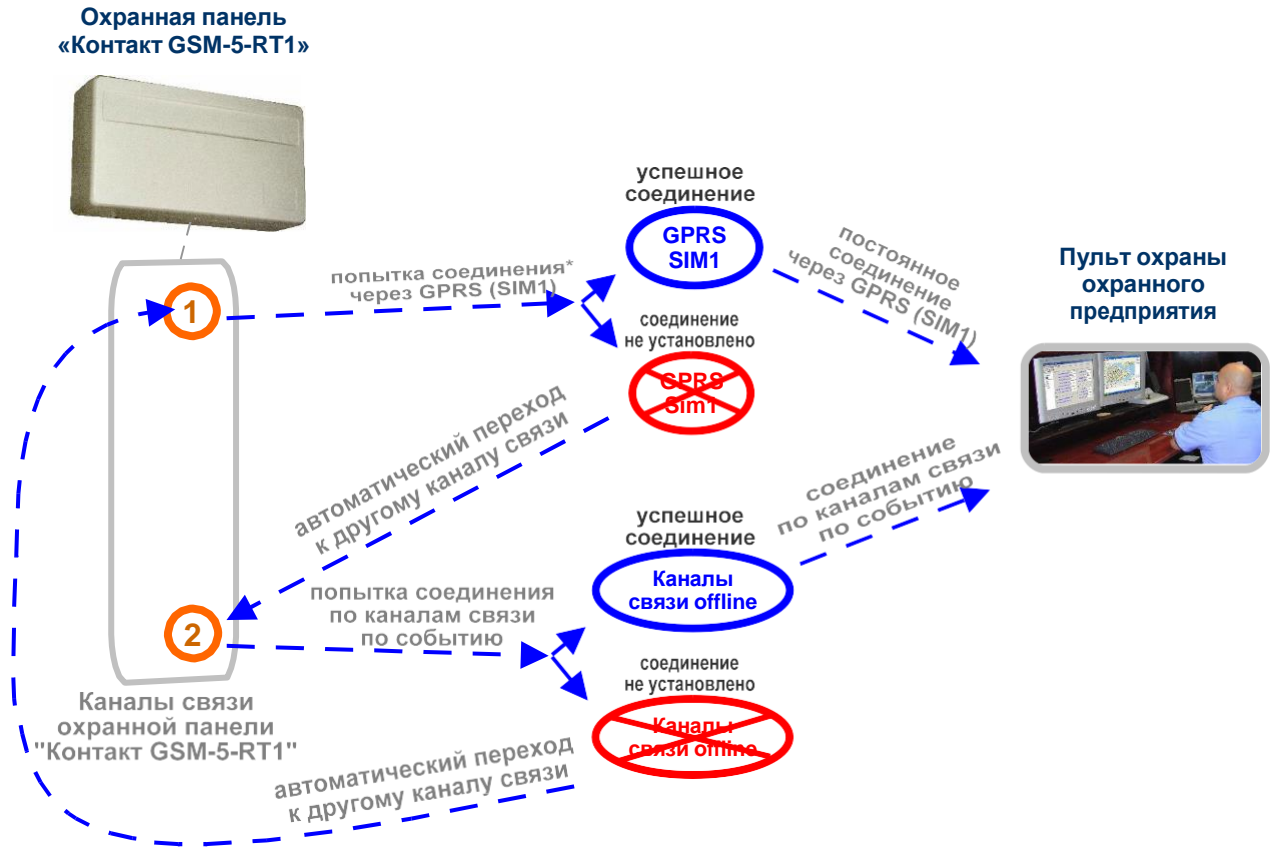 Охранная панель
«Контакт GSM-5-RT1»
успешное
соединение
GPRS
SIM1
попытка соединения*
через GPRS (SIM1)
постоянное
соединение
через GPRS (SIM1)
Пульт охраны
охранного
предприятия
1
соединение
не установлено
GPRS
Sim1
автоматический переход
к другому каналу связи
соединение
по каналам связи
по событию
успешное
соединение
Каналы
связи offline
попытка соединения
по каналам связи
по событию
2
соединение
не установлено
Каналы
связи offline
Каналы связи
охранной панели
"Контакт GSM-5-RT1"
автоматический переход
к другому каналу связи